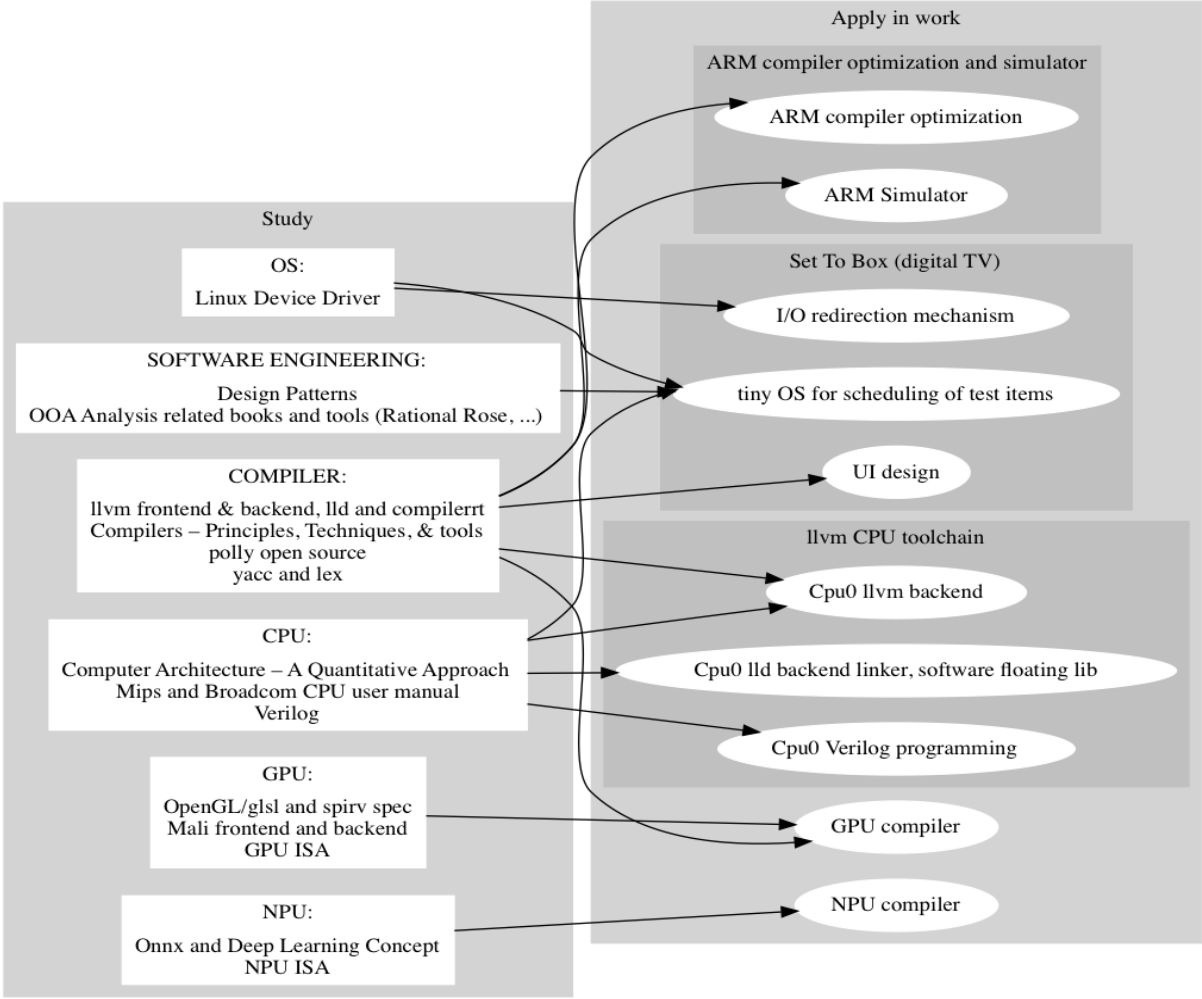 Study
OS:
Linux Device Driver
SOFTWARE ENGINEERING:
Design Patterns
OOA Analysis related books and tools (Rational Rose, ...)
COMPILER:
llvm frontend & backend, lld and compilerrt
Compilers – Principles, Techniques, & tools
polly open source
yacc and lex
CPU:
Computer Architecture – A Quantitative Approach
Mips and Broadcom CPU user manual
Verilog
GPU:
OpenGL/glsl and spirv spec
Mali frontend and backend
GPU ISA
NPU:
Onnx and Deep Learning Concept
NPU ISA
Apply in work
ARM compiler optimization and simulator
ARM compiler optimization
ARM Simulator
Set To Box (digital TV)
I/O redirection mechanism
tiny OS for scheduling of test items
UI design
llvm CPU toolchain
Cpu0 llvm backend
Cpu0 lld backend linker, software floating lib
Cpu0 Verilog programming
GPU compiler
NPU compiler